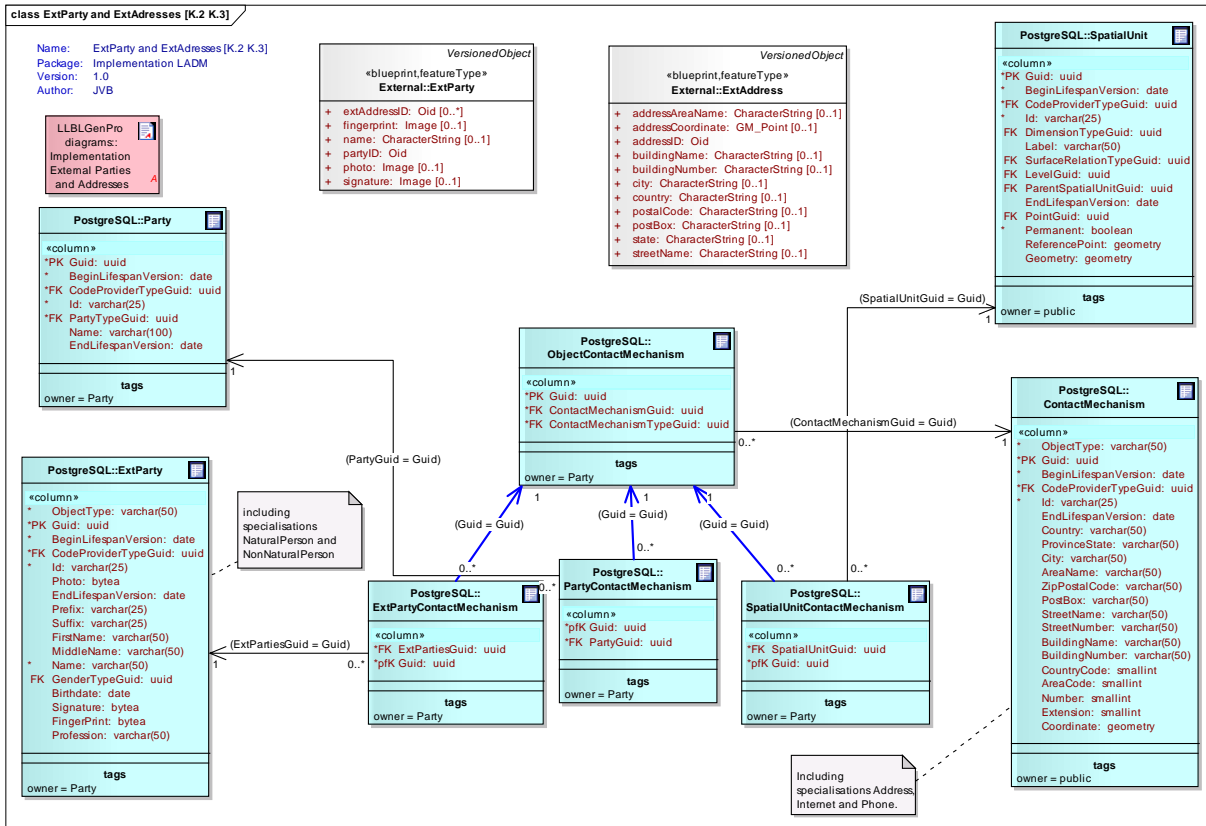 class ExtParty and ExtAdresses [K.2 K.3]
Name: ExtParty and ExtAdresses [K.2 K.3]
Package: Implementation LADM
Version: 1.0
Author: JVB
LLBLGenPro
diagrams::
Implementation
External Parties
and Addresses
A
VersionedObject
«blueprint,featureType»
External::ExtParty
+ extAddressID: Oid [0..*]
+ fingerprint: Image [0..1]
+ name: CharacterString [0..1]
+ partyID: Oid
+ photo: Image [0..1]
+ signature: Image [0..1]
VersionedObject
«blueprint,featureType»
External::ExtAddress
+ addressAreaName: CharacterString [0..1]
+ addressCoordinate: GM_Point [0..1]
+ addressID: Oid
+ buildingName: CharacterString [0..1]
+ buildingNumber: CharacterString [0..1]
+ city: CharacterString [0..1]
+ country: CharacterString [0..1]
+ postalCode: CharacterString [0..1]
+ postBox: CharacterString [0..1]
+ state: CharacterString [0..1]
+ streetName: CharacterString [0..1]
PostgreSQL::SpatialUnit
«column»
*PK Guid: uuid
* BeginLifespanVersion: date
*FK CodeProviderTypeGuid: uuid
* Id: varchar(25)
FK DimensionTypeGuid: uuid
Label: varchar(50)
FK SurfaceRelationTypeGuid: uuid
FK LevelGuid: uuid
FK ParentSpatialUnitGuid: uuid
EndLifespanVersion: date
FK PointGuid: uuid
* Permanent: boolean
ReferencePoint: geometry
Geometry: geometry
tags
owner = public
PostgreSQL::Party
«column»
*PK Guid: uuid
* BeginLifespanVersion: date
*FK CodeProviderTypeGuid: uuid
* Id: varchar(25)
*FK PartyTypeGuid: uuid
Name: varchar(100)
EndLifespanVersion: date
tags
owner = Party
(SpatialUnitGuid = Guid)
1
1
PostgreSQL::
ObjectContactMechanism
«column»
*PK Guid: uuid
*FK ContactMechanismGuid: uuid
*FK ContactMechanismTypeGuid: uuid
tags
owner = Party
(ContactMechanismGuid = Guid)
0..*
1
PostgreSQL::
ContactMechanism
«column»
* ObjectType: varchar(50)
*PK Guid: uuid
* BeginLifespanVersion: date
*FK CodeProviderTypeGuid: uuid
* Id: varchar(25)
EndLifespanVersion: date
Country: varchar(50)
ProvinceState: varchar(50)
City: varchar(50)
AreaName: varchar(50)
ZipPostalCode: varchar(50)
PostBox: varchar(50)
StreetName: varchar(50)
StreetNumber: varchar(50)
BuildingName: varchar(50)
BuildingNumber: varchar(50)
CountryCode: smallint
AreaCode: smallint
Number: smallint
Extension: smallint
Coordinate: geometry
tags
owner = public
PostgreSQL::ExtParty
«column»
* ObjectType: varchar(50)
*PK Guid: uuid
* BeginLifespanVersion: date
*FK CodeProviderTypeGuid: uuid
* Id: varchar(25)
Photo: bytea
EndLifespanVersion: date
Prefix: varchar(25)
Suffix: varchar(25)
FirstName: varchar(50)
MiddleName: varchar(50)
* Name: varchar(50)
FK GenderTypeGuid: uuid
Birthdate: date
Signature: bytea
FingerPrint: bytea
Profession: varchar(50)
tags
owner = Party
including
specialisations
NaturalPerson and
NonNaturalPerson
(PartyGuid = Guid)
1
1
1
(Guid = Guid)
(Guid = Guid)
(Guid = Guid)
0..*
0..*
0..*
0..*
0..*
PostgreSQL::
ExtPartyContactMechanism
«column»
*FK ExtPartiesGuid: uuid
*pfK Guid: uuid
tags
owner = Party
(ExtPartiesGuid = Guid)
1
0..*
PostgreSQL::
PartyContactMechanism
«column»
*pfK Guid: uuid
*FK PartyGuid: uuid
tags
owner = Party
PostgreSQL::
SpatialUnitContactMechanism
«column»
*FK SpatialUnitGuid: uuid
*pfK Guid: uuid
tags
owner = Party
Including
specialisations Address,
Internet and Phone.